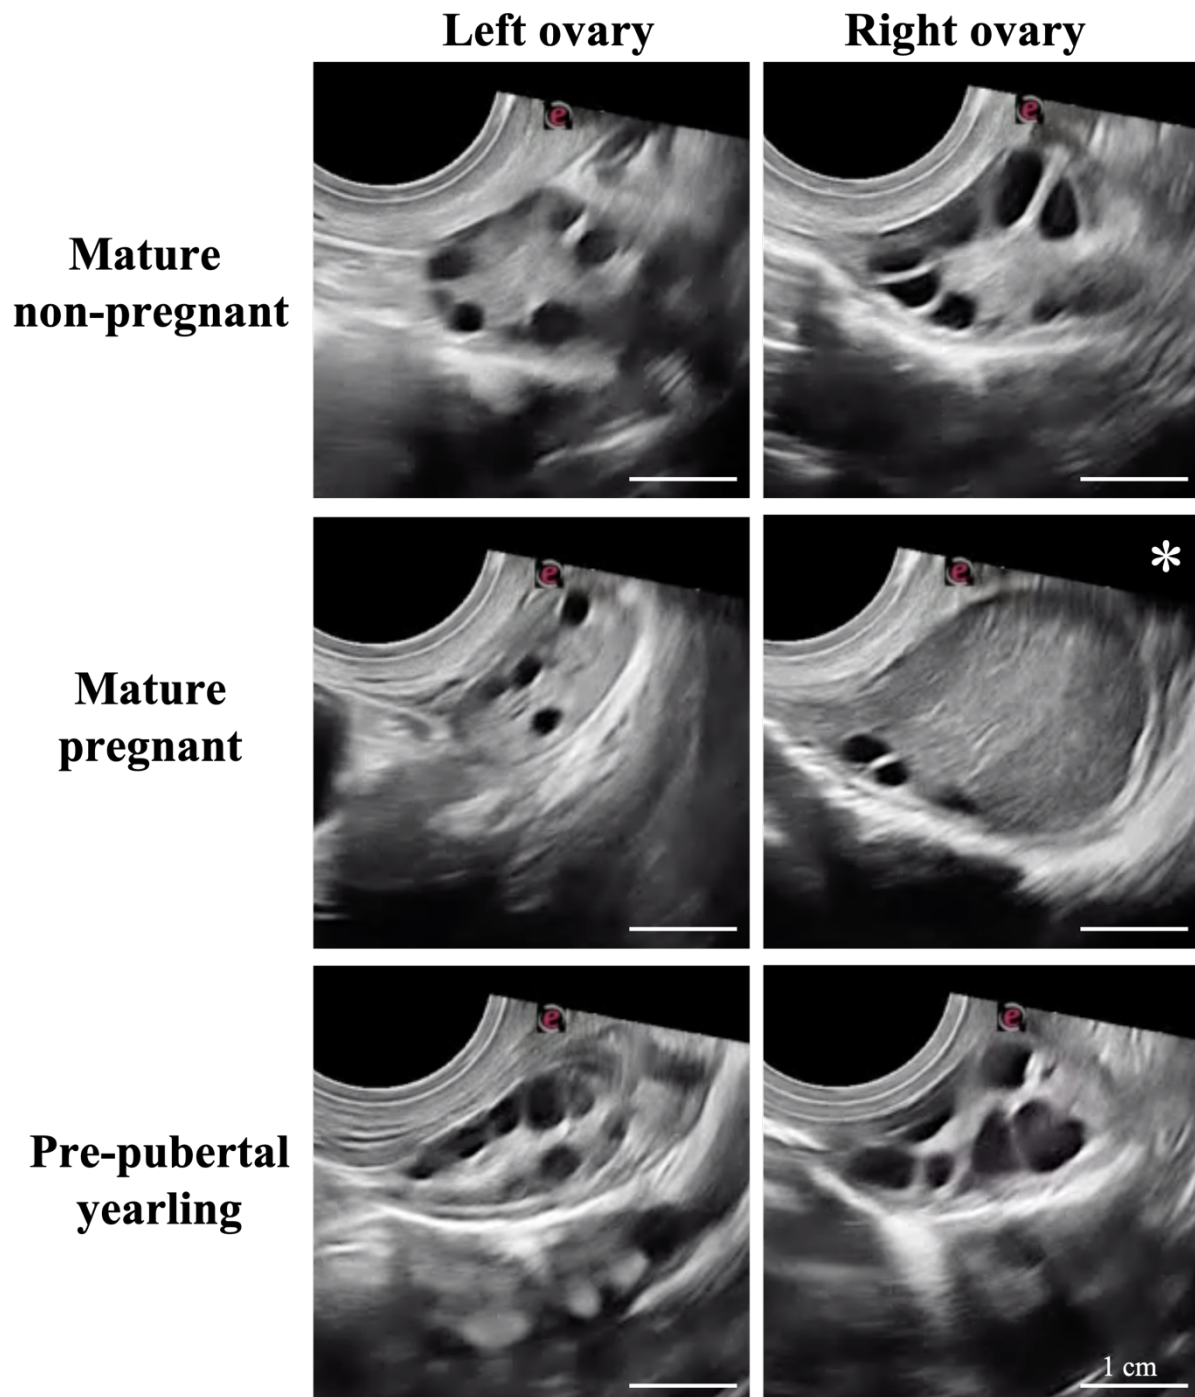 Left ovary
Right ovary
e
e
Mature
non-pregnant
e
e
*
Mature
pregnant
e
e
Pre-pubertal
yearling
1 cm